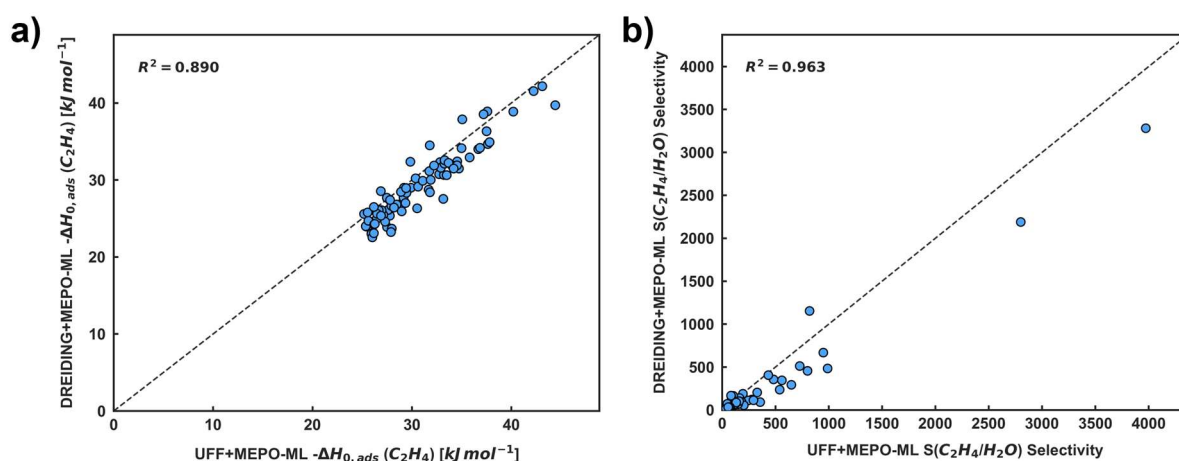 a)
DREIDING+MEPO-ML -ΔH₀,ₐds (C₂H₄) [kJ mol⁻¹]
R² = 0.890
40
30
20
10
0
0 10 20 30 40
UFF+MEPO-ML -ΔH₀,ₐds (C₂H₄) [kJ mol⁻¹]
b)
DREIDING+MEPO-ML S(C₂H₄/H₂O) Selectivity
R² = 0.963
4000
3500
3000
2500
2000
1500
1000
500
0
0 500 1000 1500 2000 2500 3000 3500 4000
UFF+MEPO-ML S(C₂H₄/H₂O) Selectivity